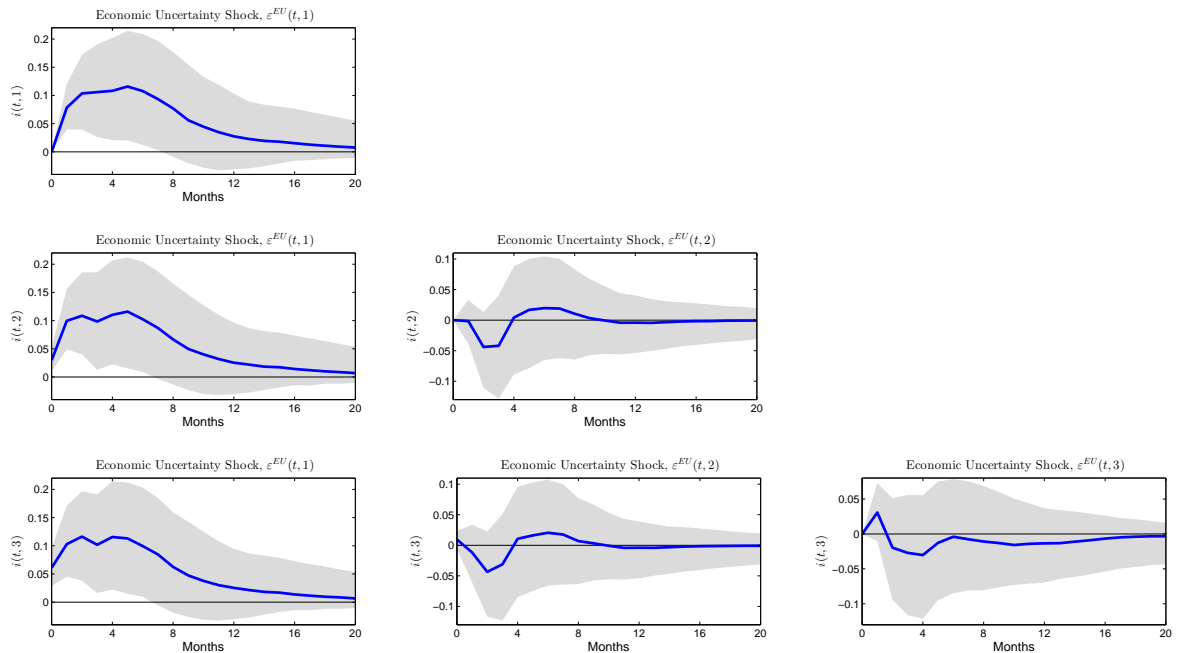 Economic Uncertainty Shock, ε^{EU}(t, 1)
0.2
0.15
0.1
0.05
0
i(t, 1)
0 4 8 12 16 20
Months
Economic Uncertainty Shock, ε^{EU}(t, 1)
0.2
0.15
0.1
0.05
0
i(t, 2)
0 4 8 12 16 20
Months
Economic Uncertainty Shock, ε^{EU}(t, 2)
0.1
0.05
0
−0.05
−0.1
i(t, 2)
0 4 8 12 16 20
Months
Economic Uncertainty Shock, ε^{EU}(t, 1)
0.2
0.15
0.1
0.05
0
i(t, 3)
0 4 8 12 16 20
Months
Economic Uncertainty Shock, ε^{EU}(t, 2)
0.1
0.05
0
−0.05
−0.1
i(t, 3)
0 4 8 12 16 20
Months
Economic Uncertainty Shock, ε^{EU}(t, 3)
0.05
0
−0.05
−0.1
i(t, 3)
0 4 8 12 16 20
Months